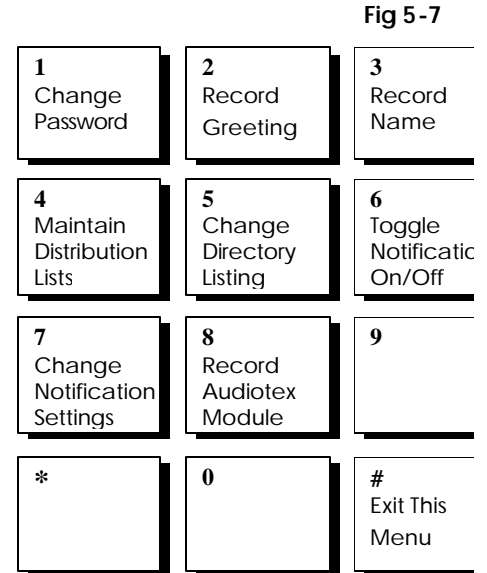 Fig 5-7
1
Change
Password
2
Record
Greeting
3
Record
Name
4
Maintain
Distribution
Lists
5
Change
Directory
Listing
6
Toggle
Notificatio
On/Off
7
Change
Notification
Settings
8
Record
Audiotex
Module
9
*
0
#
Exit This
Menu